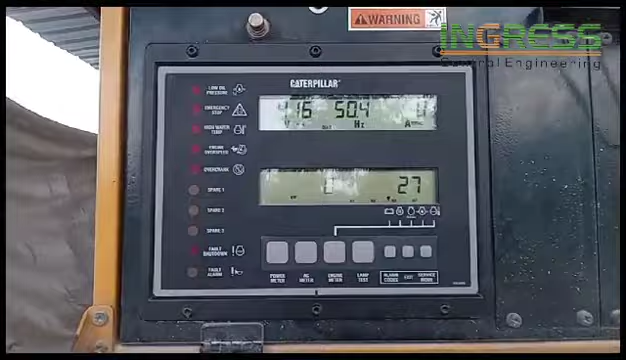 WARNING
INGRESS
Control Engineering
CATERPILLAR
LOW OIL
PRESSURE
EMERGENCY
STOP
HIGH WATER
TEMP
ENGINE
OVERSPEED
OVERCRANK
SPARE 1
SPARE 2
SPARE 3
FAULT
SHUTDOWN
FAULT
ALARM
416 50.4 0
V Hz A
27
POWER
METER
AC
METER
ENGINE
METER
LAMP
TEST
ALARM
CODES
EXIT
SERVICE
MODE